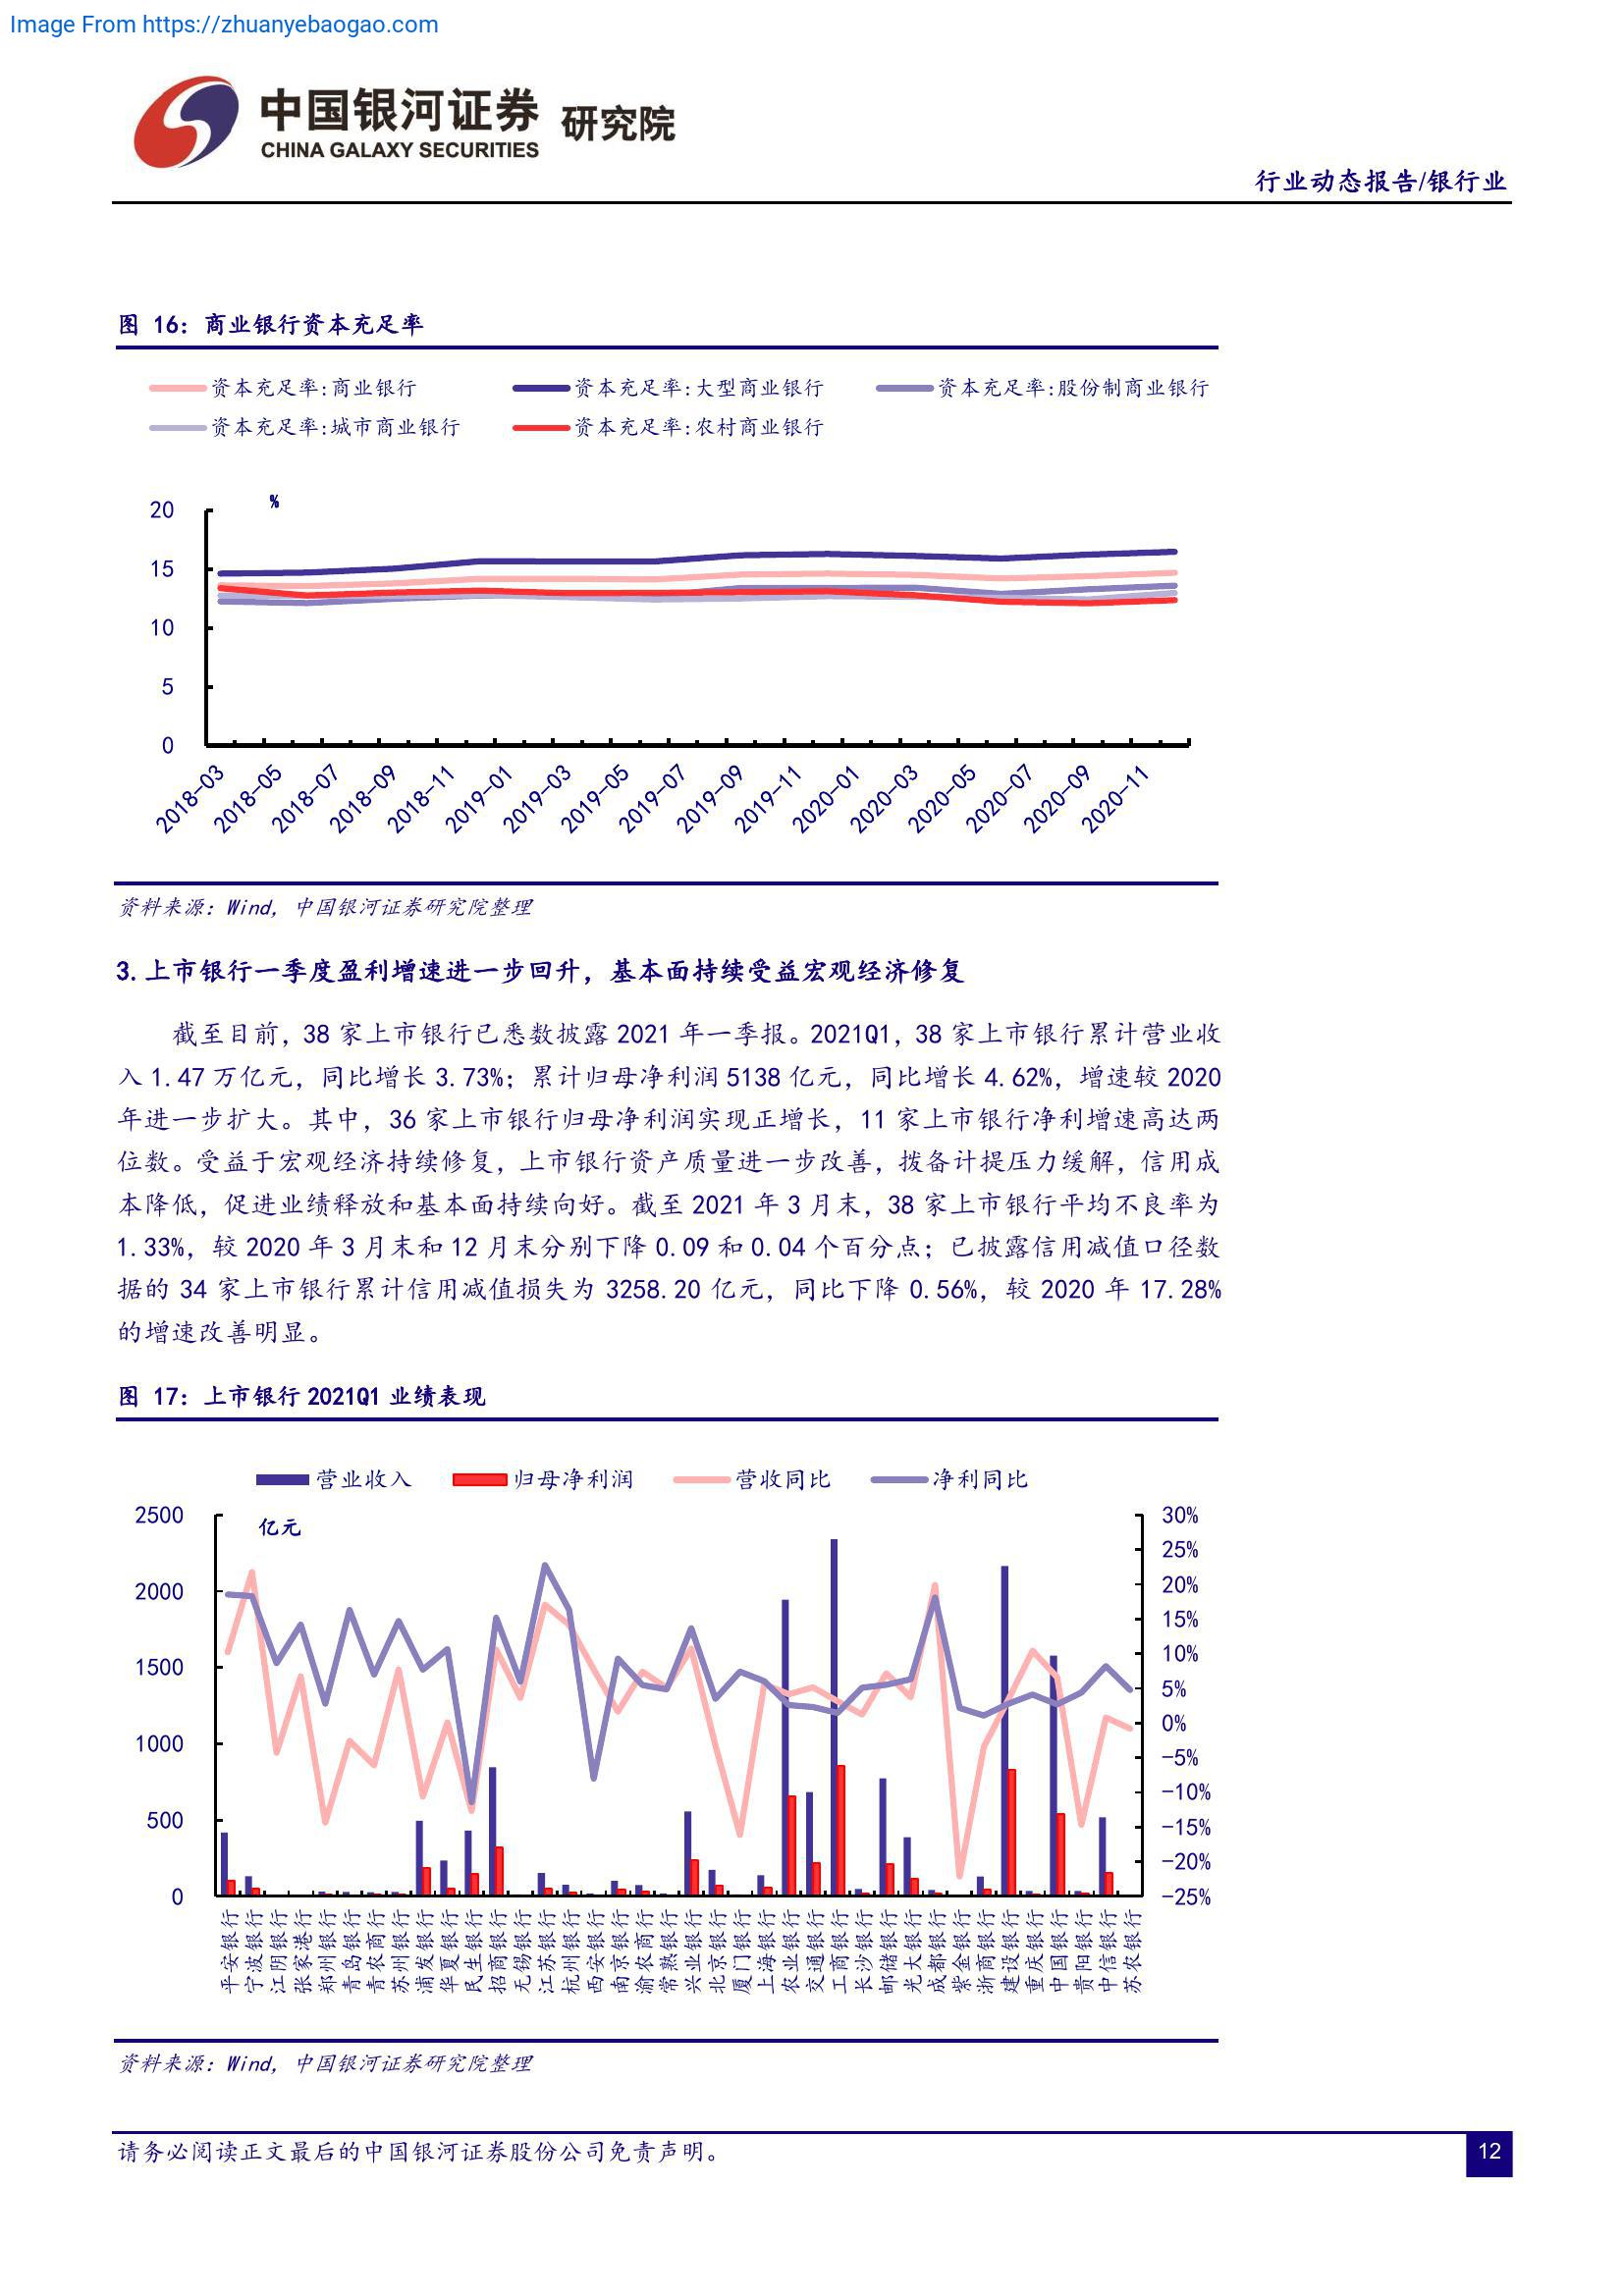 Image From https://zhuanyebaogao.com
中国银河证券 研究院
CHINA GALAXY SECURITIES
行业动态报告/银行业
图 16：商业银行资本充足率
资本充足率:商业银行 资本充足率:大型商业银行 资本充足率:股份制商业银行
资本充足率:城市商业银行 资本充足率:农村商业银行
%
20
15
10
5
0
2018-03 2018-05 2018-07 2018-09 2018-11 2019-01 2019-03 2019-05 2019-07 2019-09 2019-11 2020-01 2020-03 2020-05 2020-07 2020-09 2020-11
资料来源：Wind，中国银河证券研究院整理
3.上市银行一季度盈利增速进一步回升，基本面持续受益宏观经济修复
截至目前，38 家上市银行已悉数披露 2021 年一季报。2021Q1，38 家上市银行累计营业收
入 1.47 万亿元，同比增长 3.73%；累计归母净利润 5138 亿元，同比增长 4.62%，增速较 2020
年进一步扩大。其中，36 家上市银行归母净利润实现正增长，11 家上市银行净利增速高达两
位数。受益于宏观经济持续修复，上市银行资产质量进一步改善，拨备计提压力缓解，信用成
本降低，促进业绩释放和基本面持续向好。截至 2021 年 3 月末，38 家上市银行平均不良率为
1.33%，较 2020 年 3 月末和 12 月末分别下降 0.09 和 0.04 个百分点；已披露信用减值口径数
据的 34 家上市银行累计信用减值损失为 3258.20 亿元，同比下降 0.56%，较 2020 年 17.28%
的增速改善明显。
图 17：上市银行 2021Q1 业绩表现
营业收入 归母净利润 营收同比 净利同比
亿元
2500
2000
1500
1000
500
0
30%
25%
20%
15%
10%
5%
0%
-5%
-10%
-15%
-20%
-25%
平安银行 宁波银行 江阴银行 张家港行 郑州银行 青岛银行 青农商行 苏州银行 浦发银行 华夏银行 民生银行 招商银行 无锡银行 江苏银行 杭州银行 西安银行 南京银行 渝农商行 常熟银行 兴业银行 北京银行 厦门银行 上海银行 农业银行 交通银行 工商银行 长沙银行 邮储银行 光大银行 成都银行 紫金银行 浙商银行 建设银行 重庆银行 中国银行 贵阳银行 中信银行 苏农银行
资料来源：Wind，中国银河证券研究院整理
请务必阅读正文最后的中国银河证券股份公司免责声明。
12